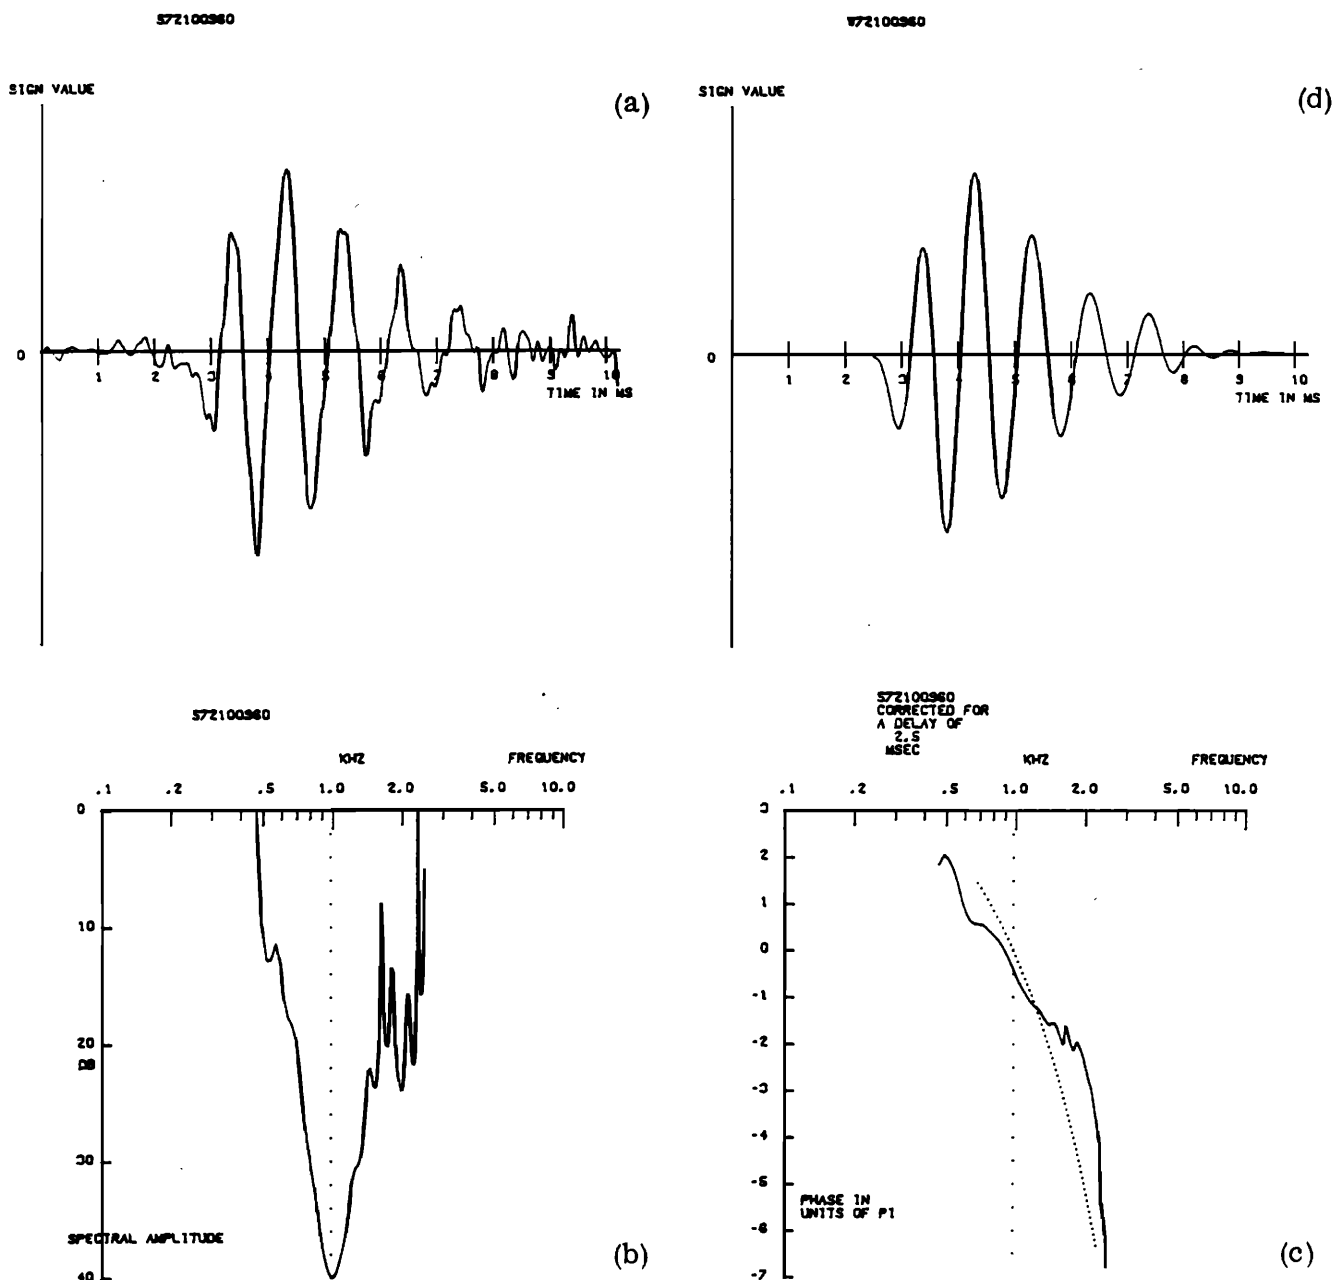 S72100960
SIGN VALUE
(a)
0
1 2 3 4 5 6 7 8 9 10
TIME IN MS
W72100960
SIGN VALUE
(d)
0
1 2 3 4 5 6 7 8 9 10
TIME IN MS
S72100960
KHZ FREQUENCY
.1 .2 .5 1.0 2.0 5.0 10.0
0
10
20
DB
30
SPECTRAL AMPLITUDE
40
(b)
S72100960
CORRECTED FOR
A DELAY OF
2.5
MSEC
KHZ FREQUENCY
.1 .2 .5 1.0 2.0 5.0 10.0
3
2
1
0
-1
-2
-3
-4
-5
PHASE IN
UNITS OF PI
-6
-7
(c)